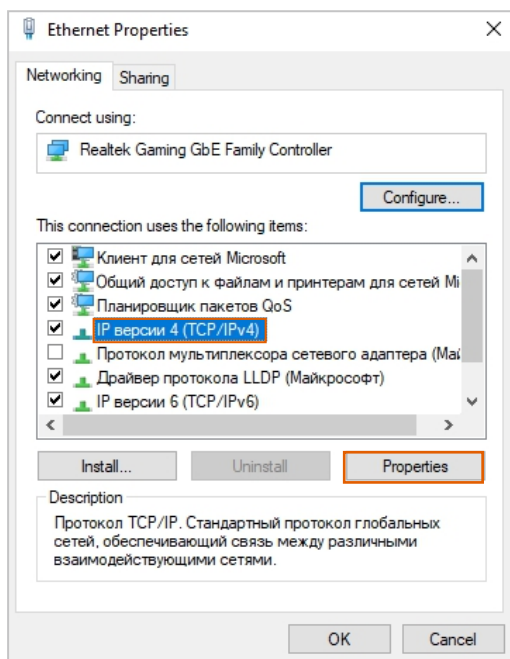 Ethernet Properties
Networking
Sharing
Connect using:
Realtek Gaming GbE Family Controller
Configure...
This connection uses the following items:
Клиент для сетей Microsoft
Общий доступ к файлам и принтерам для сетей Mi
Планировщик пакетов QoS
IP версии 4 (TCP/IPv4)
Протокол мультиплексора сетевого адаптера (Май
Драйвер протокола LLDP (Майкрософт)
IP версии 6 (TCP/IPv6)
Install...
Uninstall
Properties
Description
Протокол TCP/IP. Стандартный протокол глобальных
сетей, обеспечивающий связь между различными
взаимодействующими сетями.
OK
Cancel